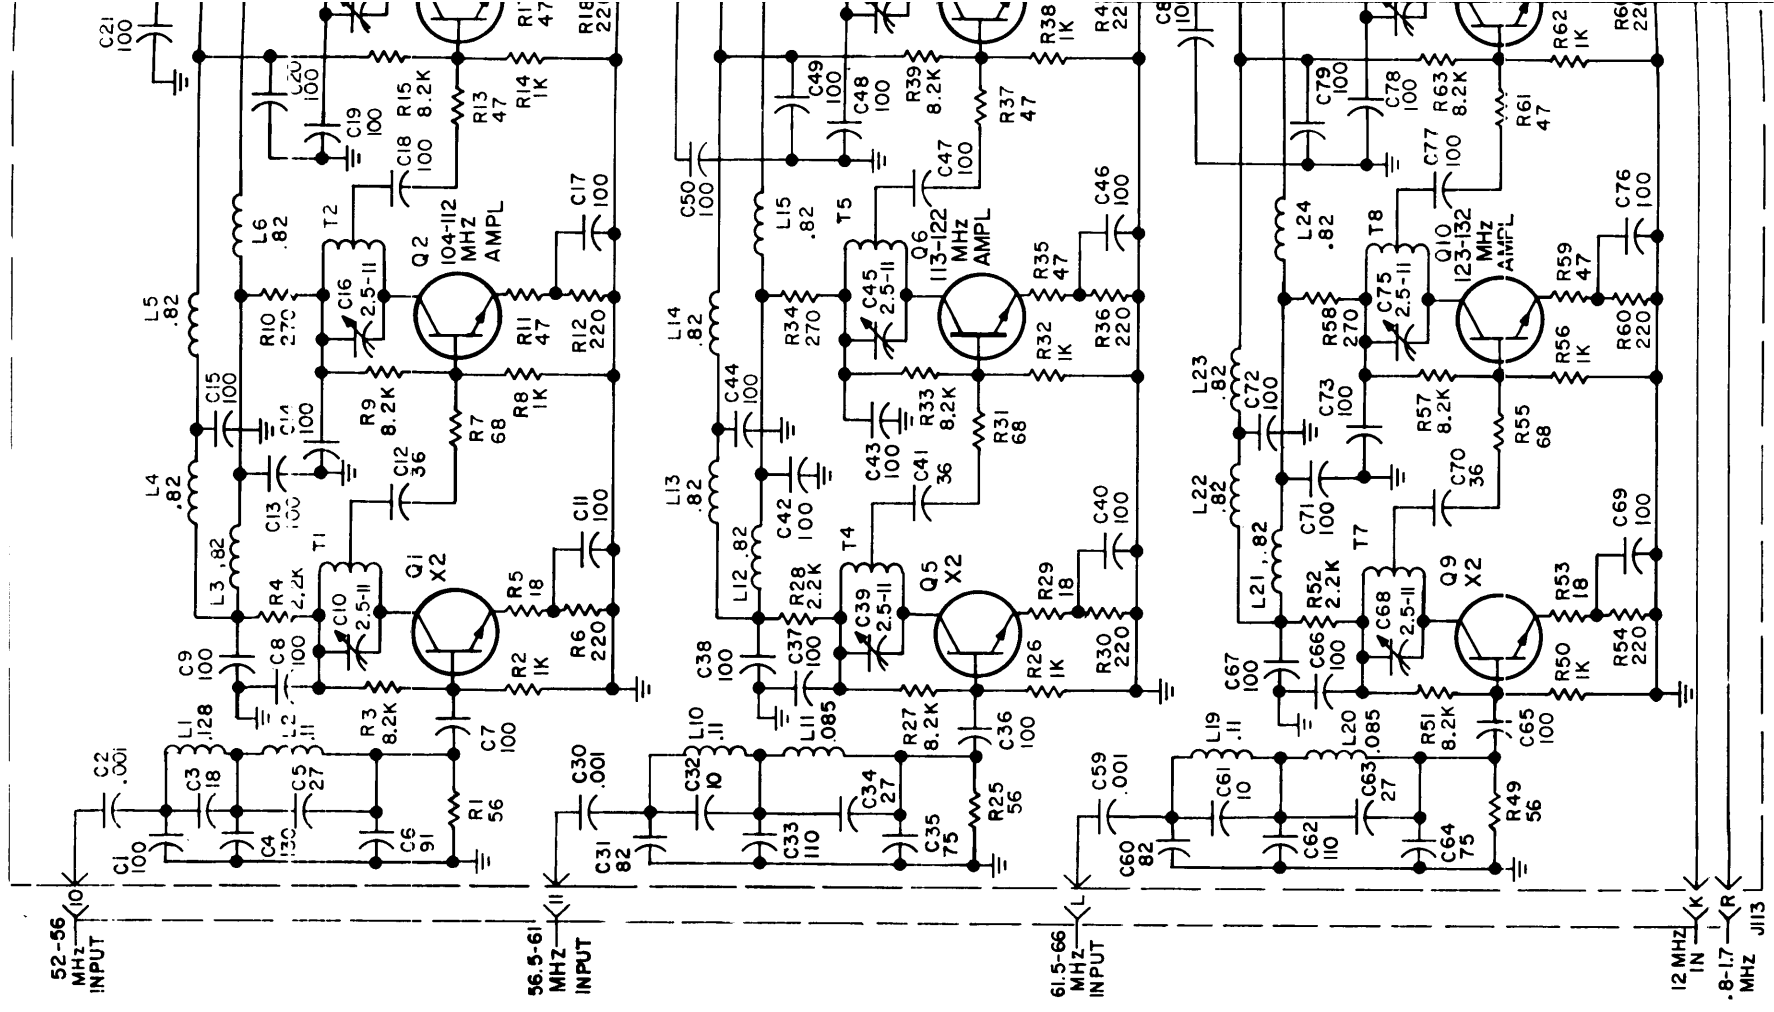 C21
100
R17
47
R18
220
C20
100
C19
100
R15
8.2K
R13
47
R14
1K
C18
100
C17
100
L6
.82
T2
Q2
104-112
MHZ
AMPL
L5
.82
R10
270
C16
2.5-11
R11
47
R12
220
C15
100
C14
100
R9
8.2K
R7
68
R8
1K
L4
.82
C13
100
C12
36
C11
100
L3 .82
T1
Q1
X2
R4
2.2K
C10
2.5-11
R5
18
R6
220
C9
100
C8
100
R3
8.2K
R2
1K
L1
.128
L2
.11
C7
100
C2
.001
C3
18
C5
27
C1
100
C4
130
C6
91
R1
56
10
52-56
MHz
INPUT
R38
1K
C49
100
C48
100
R39
8.2K
R37
47
C50
100
C47
100
C46
100
L15
.82
T5
Q6
113-122
MHz
AMPL
L14
.82
R34
270
C45
2.5-11
R35
47
R36
220
R32
1K
C44
100
R33
8.2K
R31
68
C43
100
L13
.82
C42
100
C41
36
C40
100
L12 .82
T4
Q5
X2
R28
2.2K
C39
2.5-11
R29
18
R30
220
C38
100
C37
100
R27
8.2K
R26
1K
L10
.11
L11
.085
C36
100
C30
.001
C32
10
C34
27
C31
82
C33
110
C35
75
R25
56
11
56.5-61
MHz
INPUT
R62
1K
C79
100
C78
100
R63
8.2K
R61
47
C77
100
C76
100
L24
.82
T8
Q10
123-132
MHz
AMPL
R58
270
C75
2.5-11
R59
47
R60
220
R56
1K
L23
.82
C72
100
C73
100
R57
8.2K
R55
68
L22
.82
C71
100
C70
36
C69
100
L21 .82
T7
Q9
X2
R52
2.2K
C68
2.5-11
R53
18
R54
220
C67
100
C66
100
R51
8.2K
R50
1K
L19
.11
L20
.085
C65
100
C59
.001
C61
10
C63
27
C60
82
C62
110
C64
75
R49
56
L
61.5-66
MHz
INPUT
K
R
J113
12 MHZ
IN
.8-1.7
MHz